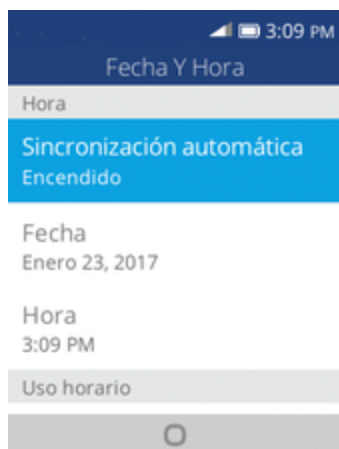 3:09 PM
Fecha Y Hora
Hora
Sincronización automática
Encendido
Fecha
Enero 23, 2017
Hora
3:09 PM
Uso horario